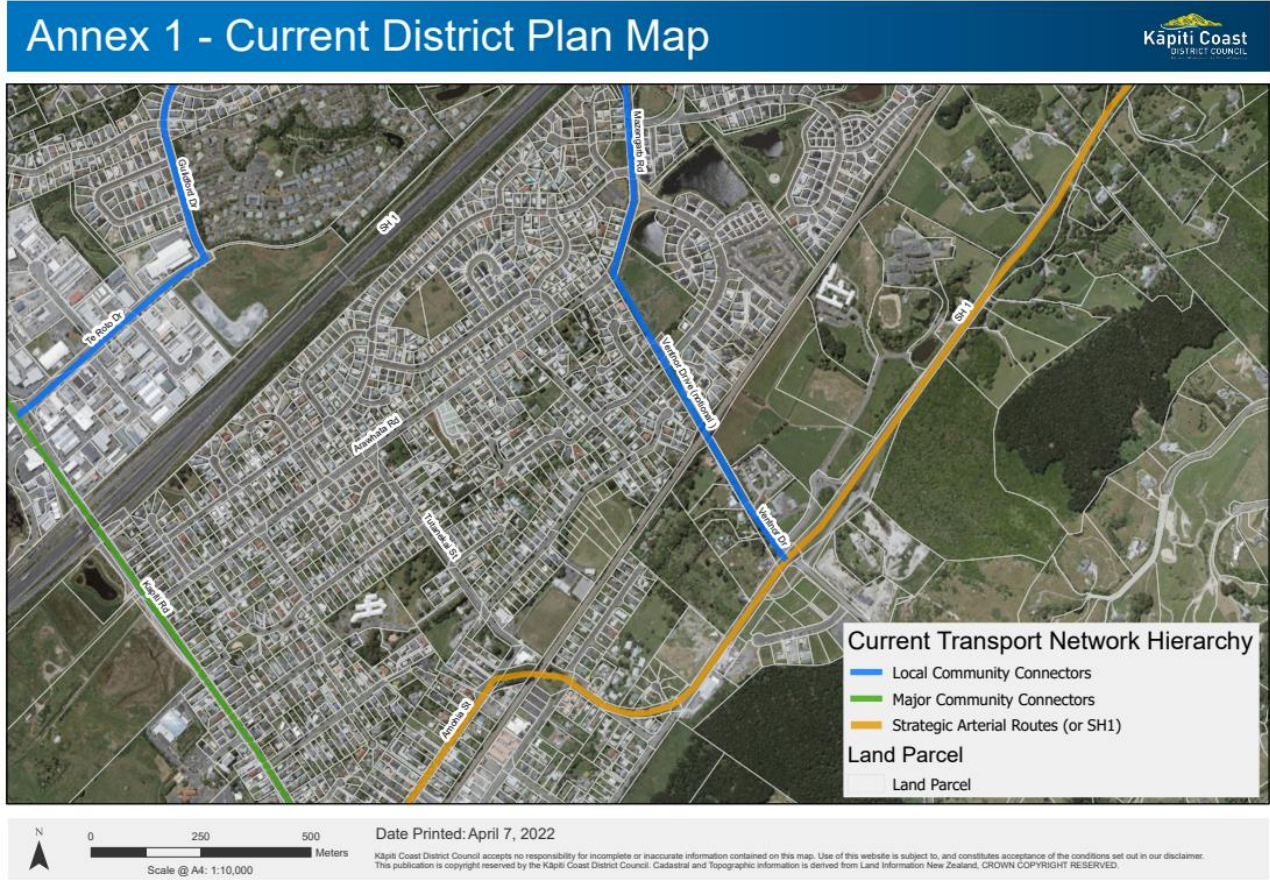 Annex 1 - Current District Plan Map
Kāpiti Coast
DISTRICT COUNCIL
Mazengarb Rd
Guildford Dr
SH 1
Te Roto Dr
SH 1
Ventnor Drive (notional )
Arawhata Rd
Tutanekai St
Ventnor Dr
Kapiti Rd
Amohia St
Current Transport Network Hierarchy
Local Community Connectors
Major Community Connectors
Strategic Arterial Routes (or SH1)
Land Parcel
Land Parcel
N
0 250 500
Meters
Scale @ A4: 1:10,000
Date Printed: April 7, 2022
Kāpiti Coast District Council accepts no responsibility for incomplete or inaccurate information contained on this map. Use of this website is subject to, and constitutes acceptance of the conditions set out in our disclaimer.
This publication is copyright reserved by the Kāpiti Coast District Council. Cadastral and Topographic information is derived from Land Information New Zealand, CROWN COPYRIGHT RESERVED.